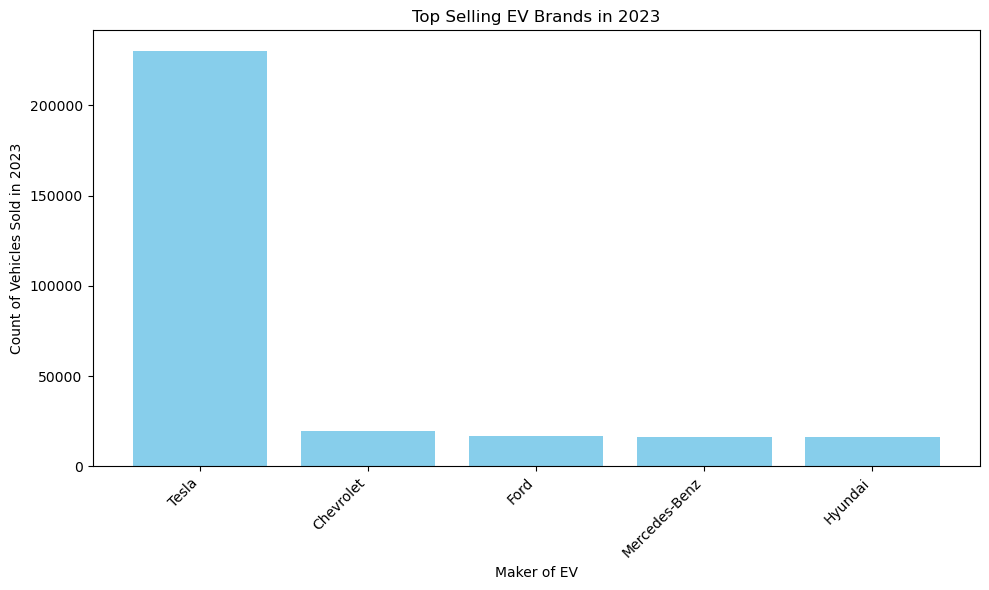 Top Selling EV Brands in 2023
Count of Vehicles Sold in 2023
200000
150000
100000
50000
0
Tesla
Chevrolet
Ford
Mercedes-Benz
Hyundai
Maker of EV